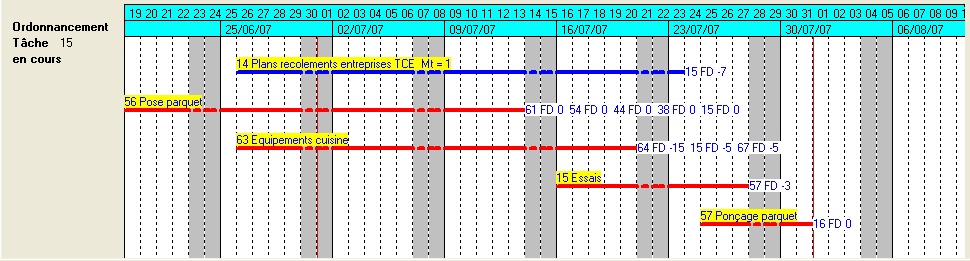 19 20 21 22 23 24 25 26 27 28 29 30 01 02 03 04 05 06 07 08 09 10 11 12 13 14 15 16 17 18 19 20 21 22 23 24 25 26 27 28 29 30 31 01 02 03 04 05 06 07 08 09
Ordonnancement 25/06/07 02/07/07 09/07/07 16/07/07 23/07/07 30/07/07 06/08/07
Tâche 15
en cours
14 Plans recolements entreprises TCE Mt = 1
15 FD -7
56 Pose parquet
61 FD 0 54 FD 0 44 FD 0 38 FD 0 15 FD 0
63 Equipements cuisine
64 FD -15 15 FD -5 67 FD -5
15 Essais
57 FD -3
57 Ponçage parquet
16 FD 0